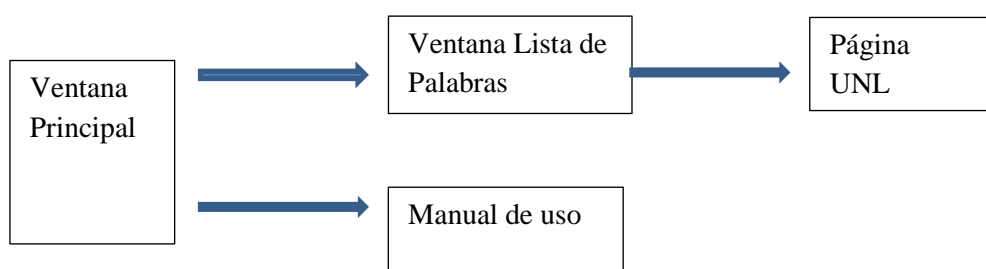 Ventana
Principal
Ventana Lista de
Palabras
Página
UNL
Manual de uso